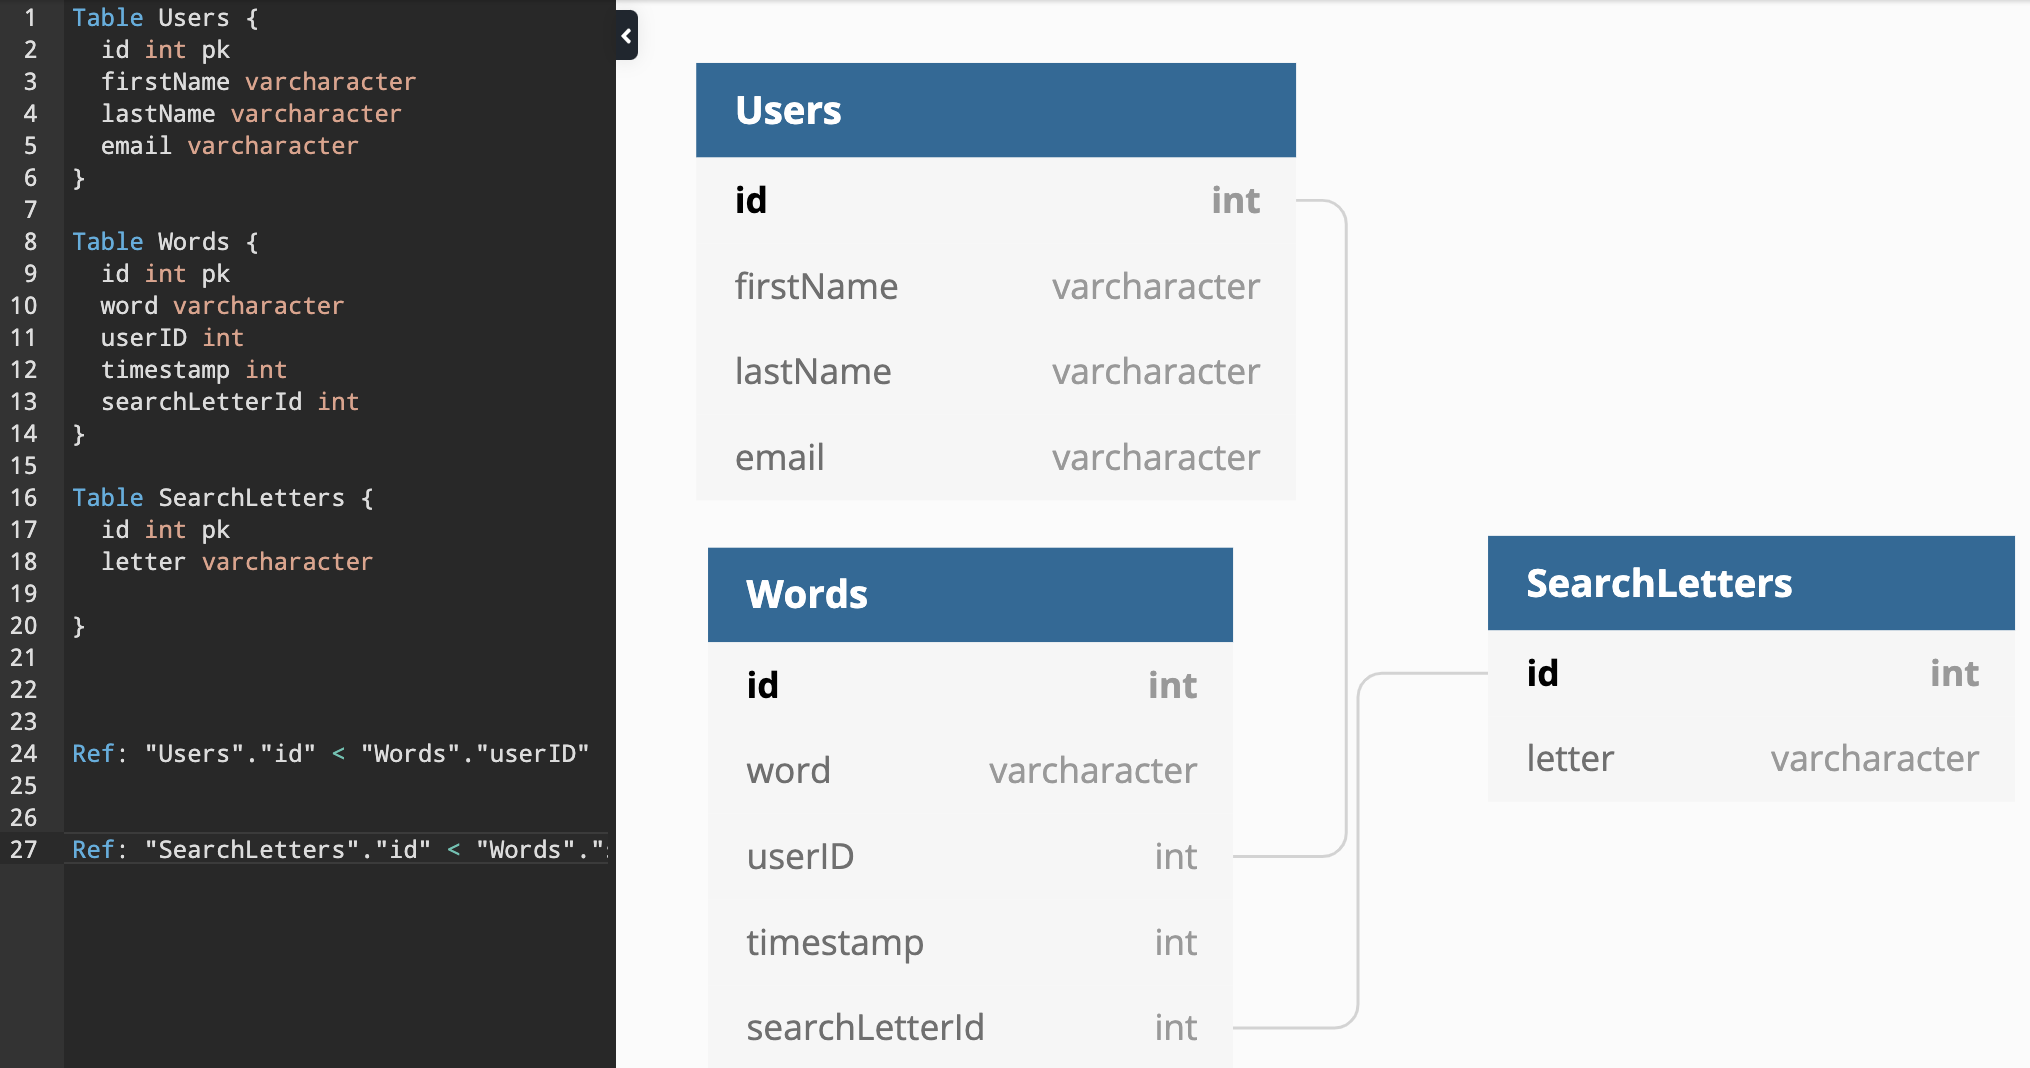 1 Table Users {
2 id int pk
3 firstName varcharacter
4 lastName varcharacter
5 email varcharacter
6 }
7
8 Table Words {
9 id int pk
10 word varcharacter
11 userID int
12 timestamp int
13 searchLetterId int
14 }
15
16 Table SearchLetters {
17 id int pk
18 letter varcharacter
19
20 }
21
22
23
24 Ref: "Users"."id" < "Words"."userID"
25
26
27 Ref: "SearchLetters"."id" < "Words"."
Users
id int
firstName varcharacter
lastName varcharacter
email varcharacter
Words
id int
word varcharacter
userID int
timestamp int
searchLetterId int
SearchLetters
id int
letter varcharacter